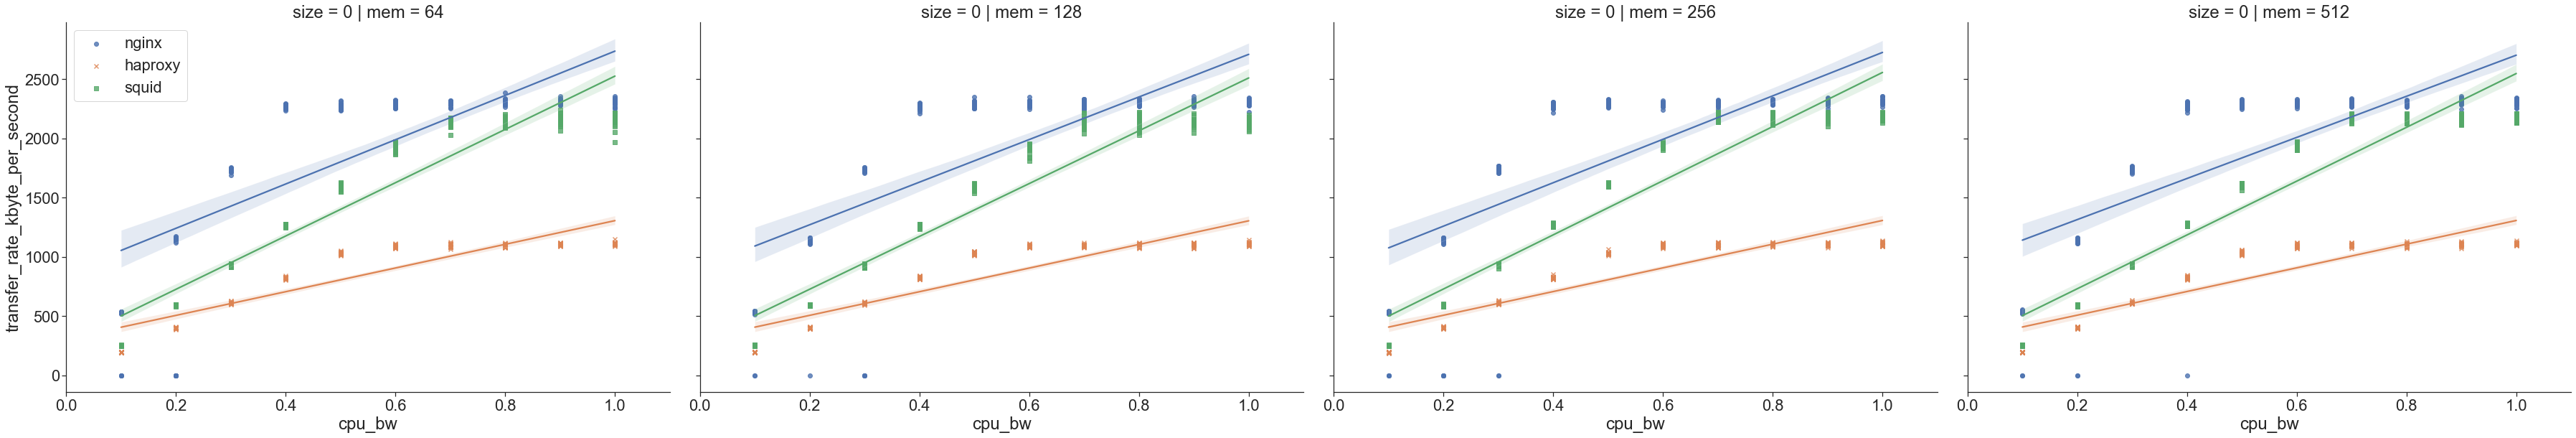 size = 0 | mem = 64
size = 0 | mem = 128
size = 0 | mem = 256
size = 0 | mem = 512
nginx
haproxy
squid
transfer_rate_kbyte_per_second
2500
2000
1500
1000
500
0
0.0 0.2 0.4 0.6 0.8 1.0
cpu_bw
0.0 0.2 0.4 0.6 0.8 1.0
cpu_bw
0.0 0.2 0.4 0.6 0.8 1.0
cpu_bw
0.0 0.2 0.4 0.6 0.8 1.0
cpu_bw